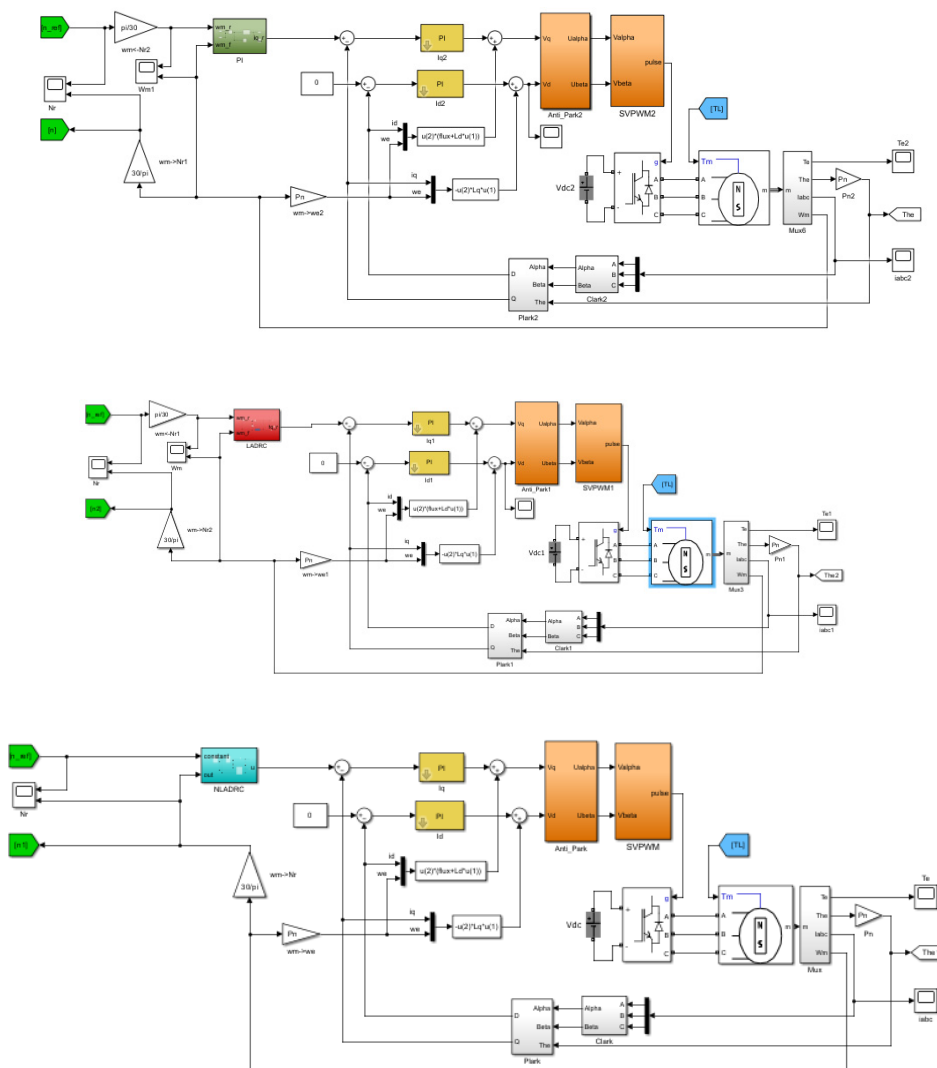 [n_ref]
pi/30
wm<-Nr2
Nr
Wm1
wm_r
wm_f
PI
[n]
30/pi
wm->Nr1
Pn
wm->we2
0
PI
Iq2
PI
Id2
id
we
u(2)*(flux+Ld*u(1))
iq
we
-u(2)*Lq*u(1)
Vq
Vd
Ualpha
Ubeta
Anti_Park2
Valpha
Vbeta
pulse
SVPWM2
[TL]
Vdc2
+
-
g
A
B
C
Tm
A
B
C
N
S
m
m
Te
The
Iabc
Wm
Mux6
Te2
Pn
Pn2
The
iabc2
D
Q
Alpha
Beta
The
Plark2
Alpha
Beta
A
B
C
Clark2
pi/30
wm<-Nr1
Nr
Wm
wm_r
wm_f
LADRC
[n2]
30/pi
wm->Nr2
Pn
wm->we1
0
PI
Iq1
PI
Id1
id
we
u(2)*(flux+Ld*u(1))
iq
we
-u(2)*Lq*u(1)
Vq
Vd
Ualpha
Ubeta
Anti_Park1
Valpha
Vbeta
pulse
SVPWM1
[TL]
Vdc1
+
-
g
A
B
C
Tm
A
B
C
N
S
m
m
Te
The
Iabc
Wm
Mux3
Te1
Pn
Pn1
The2
iabc1
D
Q
Alpha
Beta
The
Plark1
Alpha
Beta
A
B
C
Clark1
[n_ref]
Nr
constant
out
u
NLADRC
[n1]
30/pi
wm->Nr
Pn
wm->we
0
PI
Iq
PI
Id
id
we
u(2)*(flux+Ld*u(1))
iq
we
-u(2)*Lq*u(1)
Vq
Vd
Ualpha
Ubeta
Anti_Park
Valpha
Vbeta
pulse
SVPWM
[TL]
Vdc
+
-
g
A
B
C
Tm
A
B
C
N
S
m
m
Te
The
Iabc
Wm
Mux
Te
Pn
Pn
The
iabc
D
Q
Alpha
Beta
The
Plark
Alpha
Beta
A
B
C
Clark